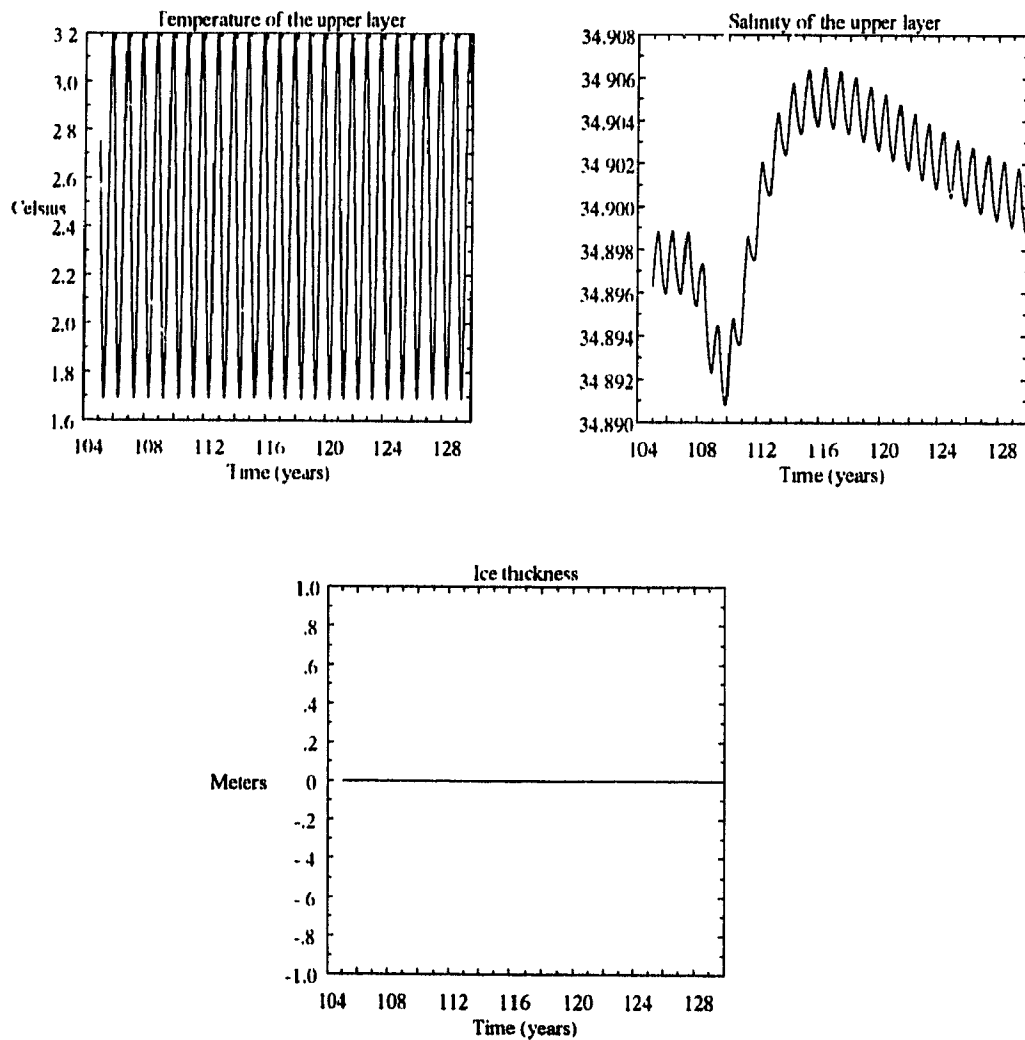 Temperature of the upper layer
3.2
3.0
2.8
2.6
Celsius
2.4
2.2
2.0
1.8
1.6
104 108 112 116 120 124 128
Time (years)
Salinity of the upper layer
34.908
34.906
34.904
34.902
34.900
34.898
34.896
34.894
34.892
34.890
104 108 112 116 120 124 128
Time (years)
Ice thickness
1.0
.8
.6
.4
.2
Meters 0
-.2
-.4
-.6
-.8
-1.0
104 108 112 116 120 124 128
Time (years)